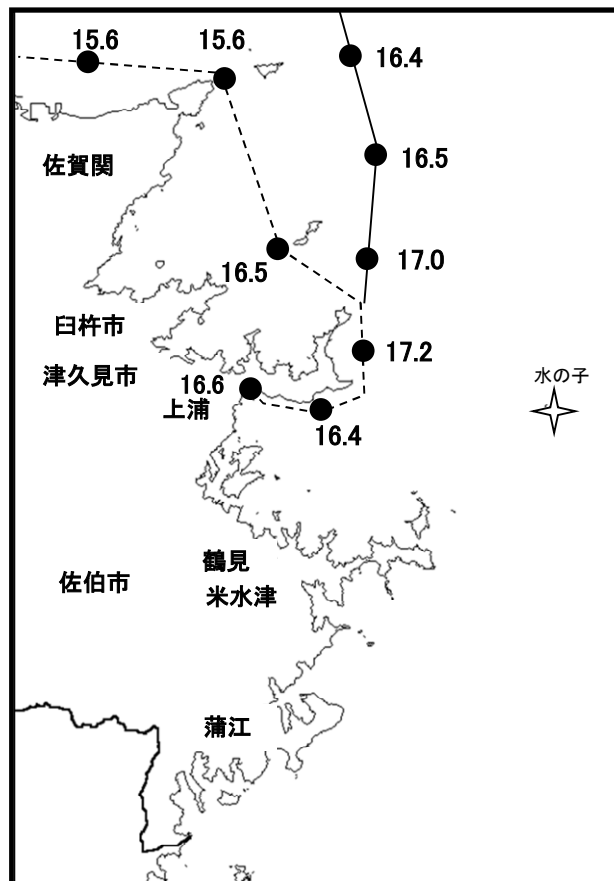 15.6
15.6
16.4
16.5
佐賀関
16.5
17.0
臼杵市
17.2
津久見市
水の子
16.6
上浦
16.4
鶴見
佐伯市
米水津
蒲江